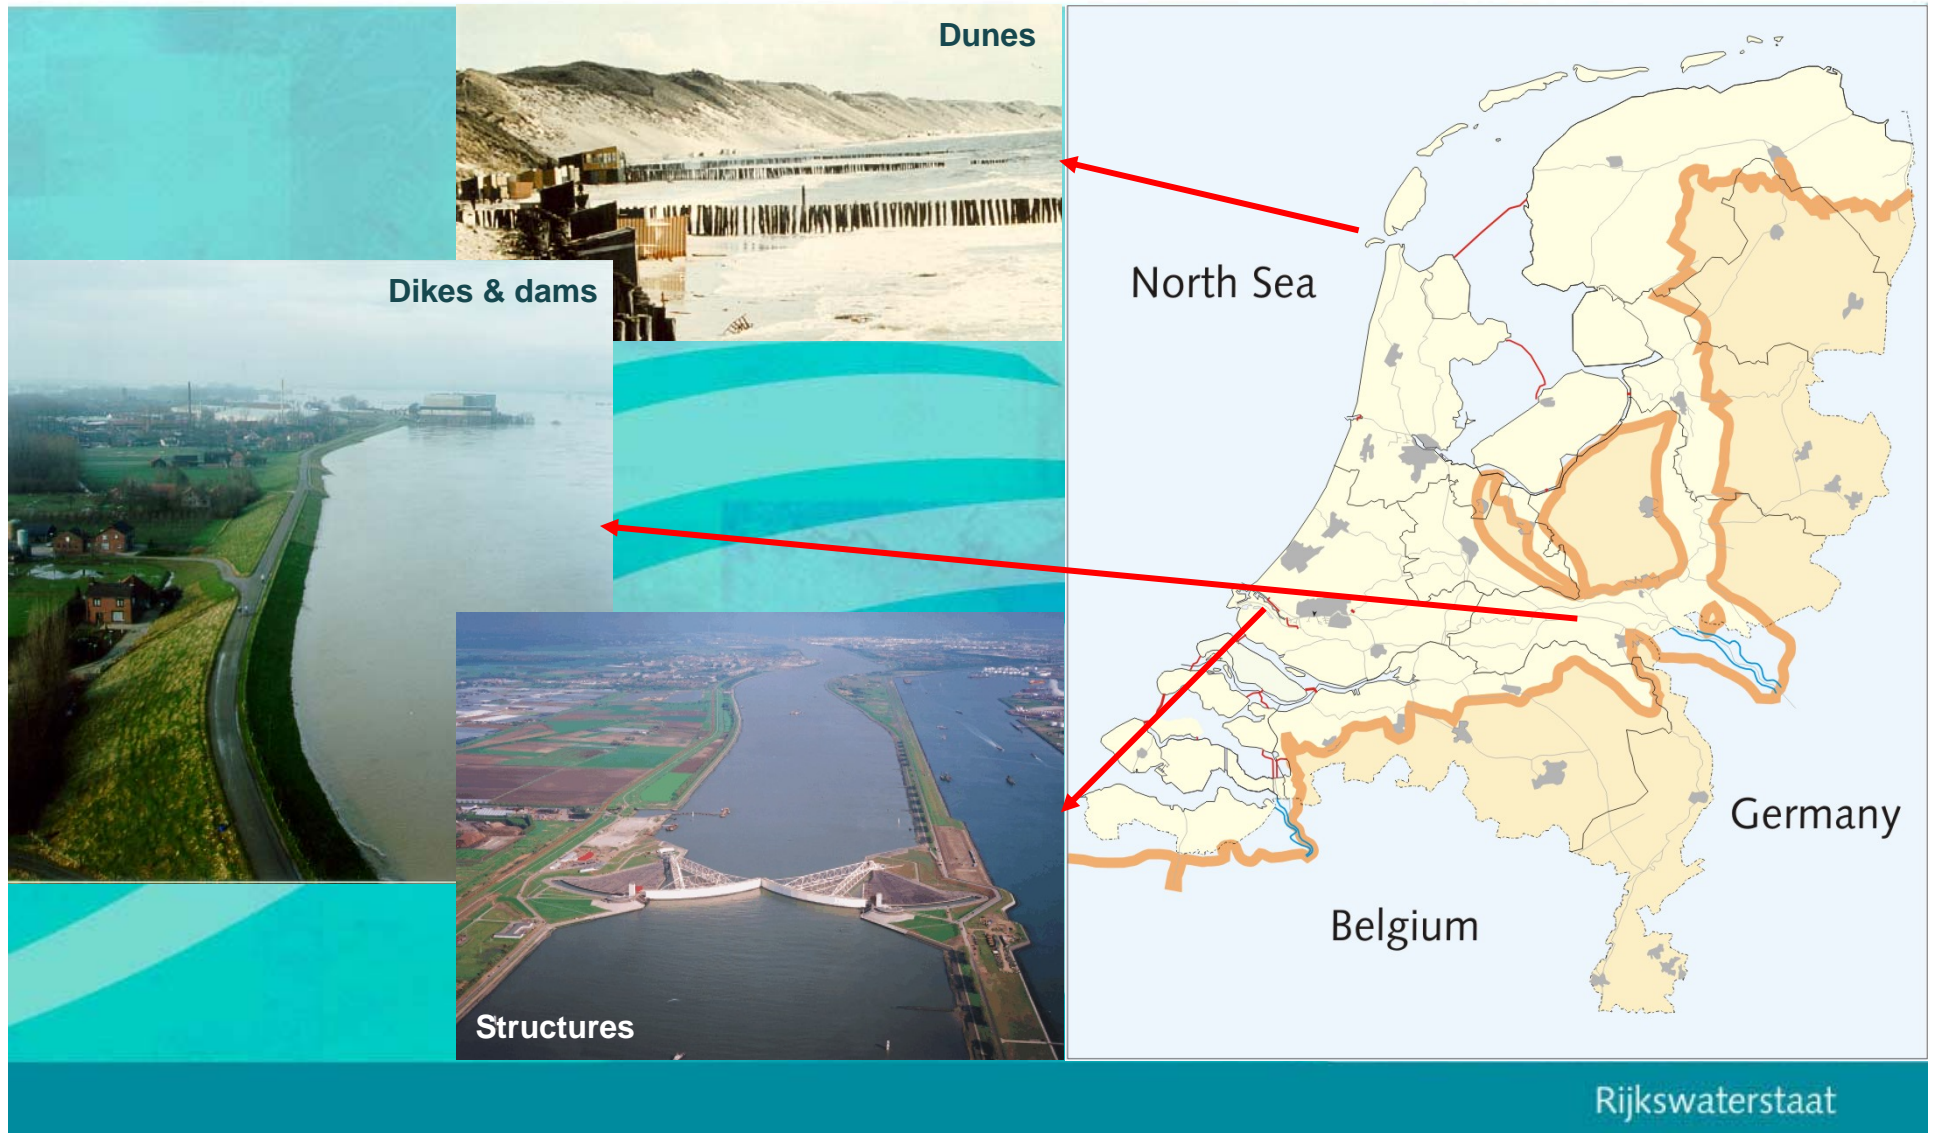 Dunes
Dikes & dams
Structures
North Sea
Germany
Belgium
Rijkswaterstaat